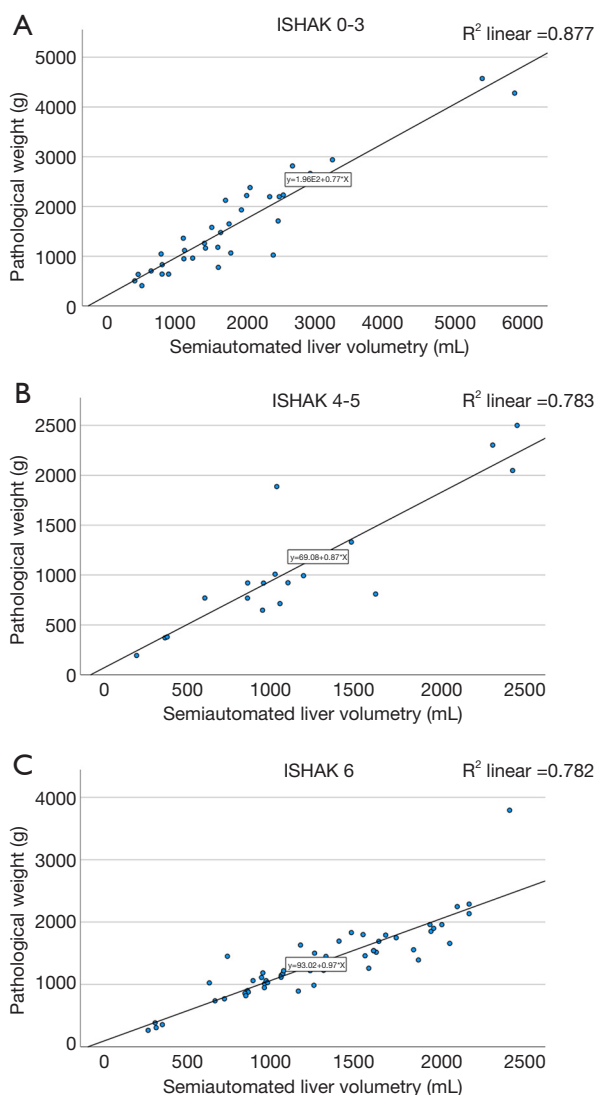 A
ISHAK 0-3
R² linear =0.877
5000
4000
3000
2000
1000
0
Pathological weight (g)
y=1.96E2+0.77*X
0 1000 2000 3000 4000 5000 6000
Semiautomated liver volumetry (mL)
B
ISHAK 4-5
R² linear =0.783
2500
2000
1500
1000
500
0
Pathological weight (g)
y=69.08+0.87*X
0 500 1000 1500 2000 2500
Semiautomated liver volumetry (mL)
C
ISHAK 6
R² linear =0.782
4000
3000
2000
1000
0
Pathological weight (g)
y=93.02+0.97*X
0 500 1000 1500 2000 2500
Semiautomated liver volumetry (mL)